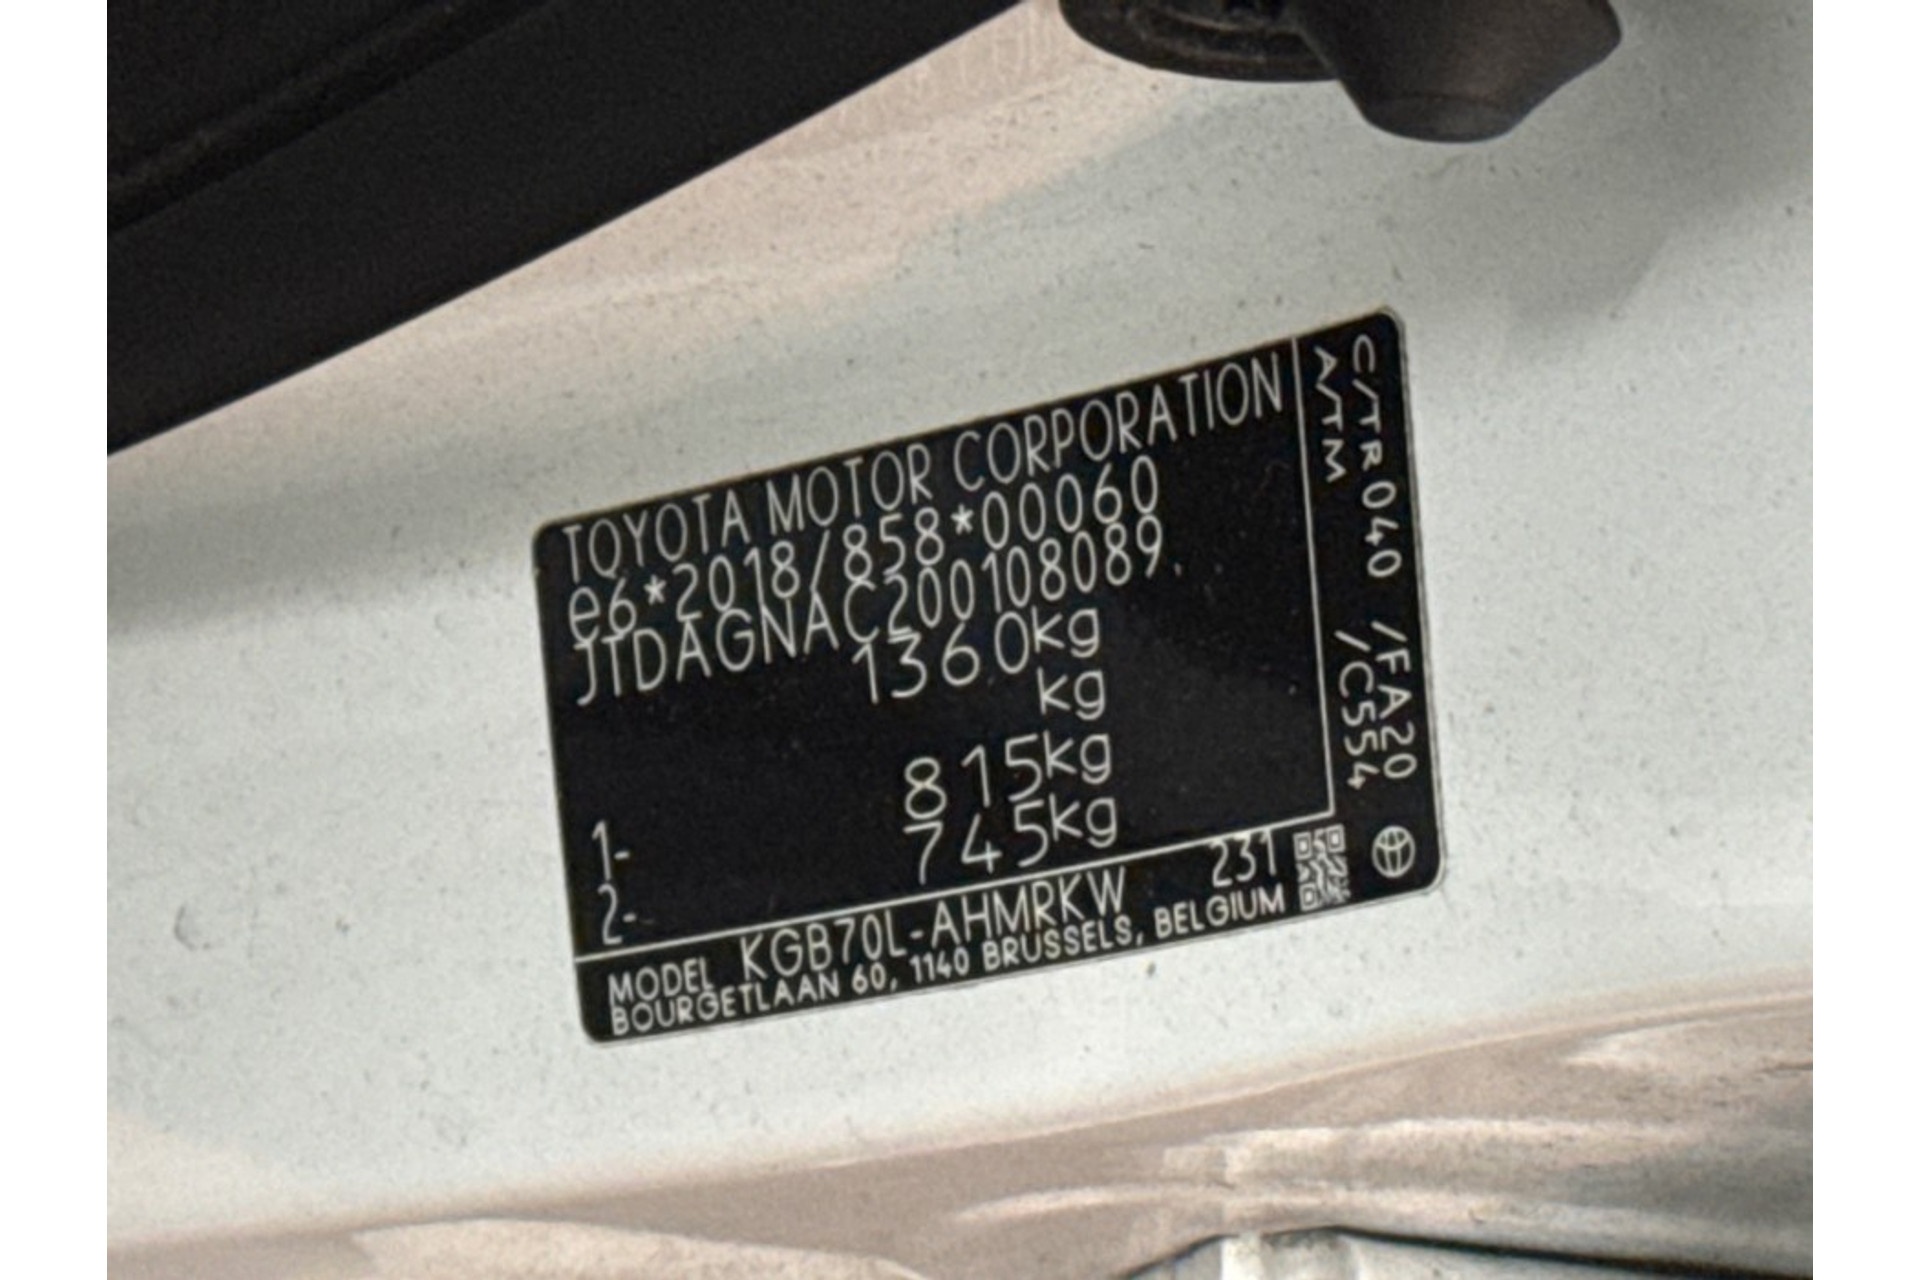 TOYOTA MOTOR CORPORATION
e6*2018/858*00060
JTDAGNAC200108089.
1360kg
kg
1- 815kg
2- 745kg
MODEL KGB70L-AHMRKW 231
BOURGETLAAN 60, 1140 BRUSSELS, BELGIUM
C/TR 040 /FA20
A/TM /C554